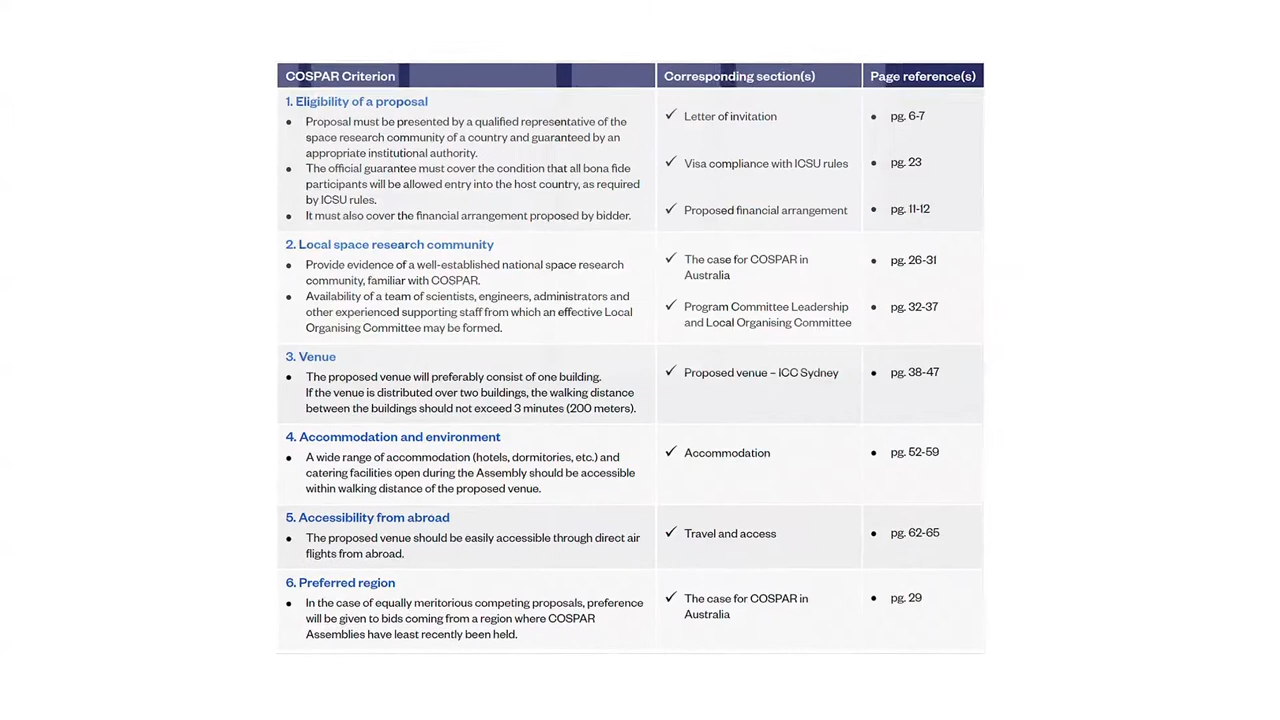 COSPAR Criterion Corresponding section(s) Page reference(s)
1. Eligibility of a proposal
• Proposal must be presented by a qualified representative of the
space research community of a country and guaranteed by an
appropriate institutional authority.
• The official guarantee must cover the condition that all bona fide
participants will be allowed entry into the host country, as required
by ICSU rules.
• It must also cover the financial arrangement proposed by bidder.
✓ Letter of invitation
✓ Visa compliance with ICSU rules
✓ Proposed financial arrangement
• pg. 6-7
• pg. 23
• pg. 11-12
2. Local space research community
• Provide evidence of a well-established national space research
community, familiar with COSPAR.
• Availability of a team of scientists, engineers, administrators and
other experienced supporting staff from which an effective Local
Organising Committee may be formed.
✓ The case for COSPAR in
Australia
✓ Program Committee Leadership
and Local Organising Committee
• pg. 26-31
• pg. 32-37
3. Venue
• The proposed venue will preferably consist of one building.
If the venue is distributed over two buildings, the walking distance
between the buildings should not exceed 3 minutes (200 meters).
✓ Proposed venue – ICC Sydney
• pg. 38-47
4. Accommodation and environment
• A wide range of accommodation (hotels, dormitories, etc.) and
catering facilities open during the Assembly should be accessible
within walking distance of the proposed venue.
✓ Accommodation
• pg. 52-59
5. Accessibility from abroad
• The proposed venue should be easily accessible through direct air
flights from abroad.
✓ Travel and access
• pg. 62-65
6. Preferred region
• In the case of equally meritorious competing proposals, preference
will be given to bids coming from a region where COSPAR
Assemblies have least recently been held.
✓ The case for COSPAR in
Australia
• pg. 29